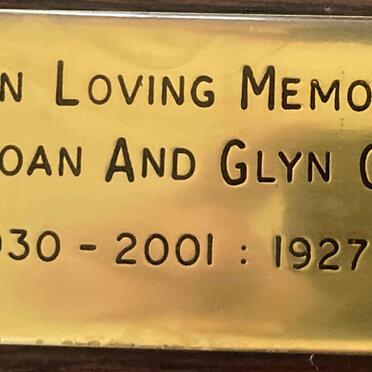 N LOVING MEMO
OAN AND GLYN
930 - 2001 : 1927